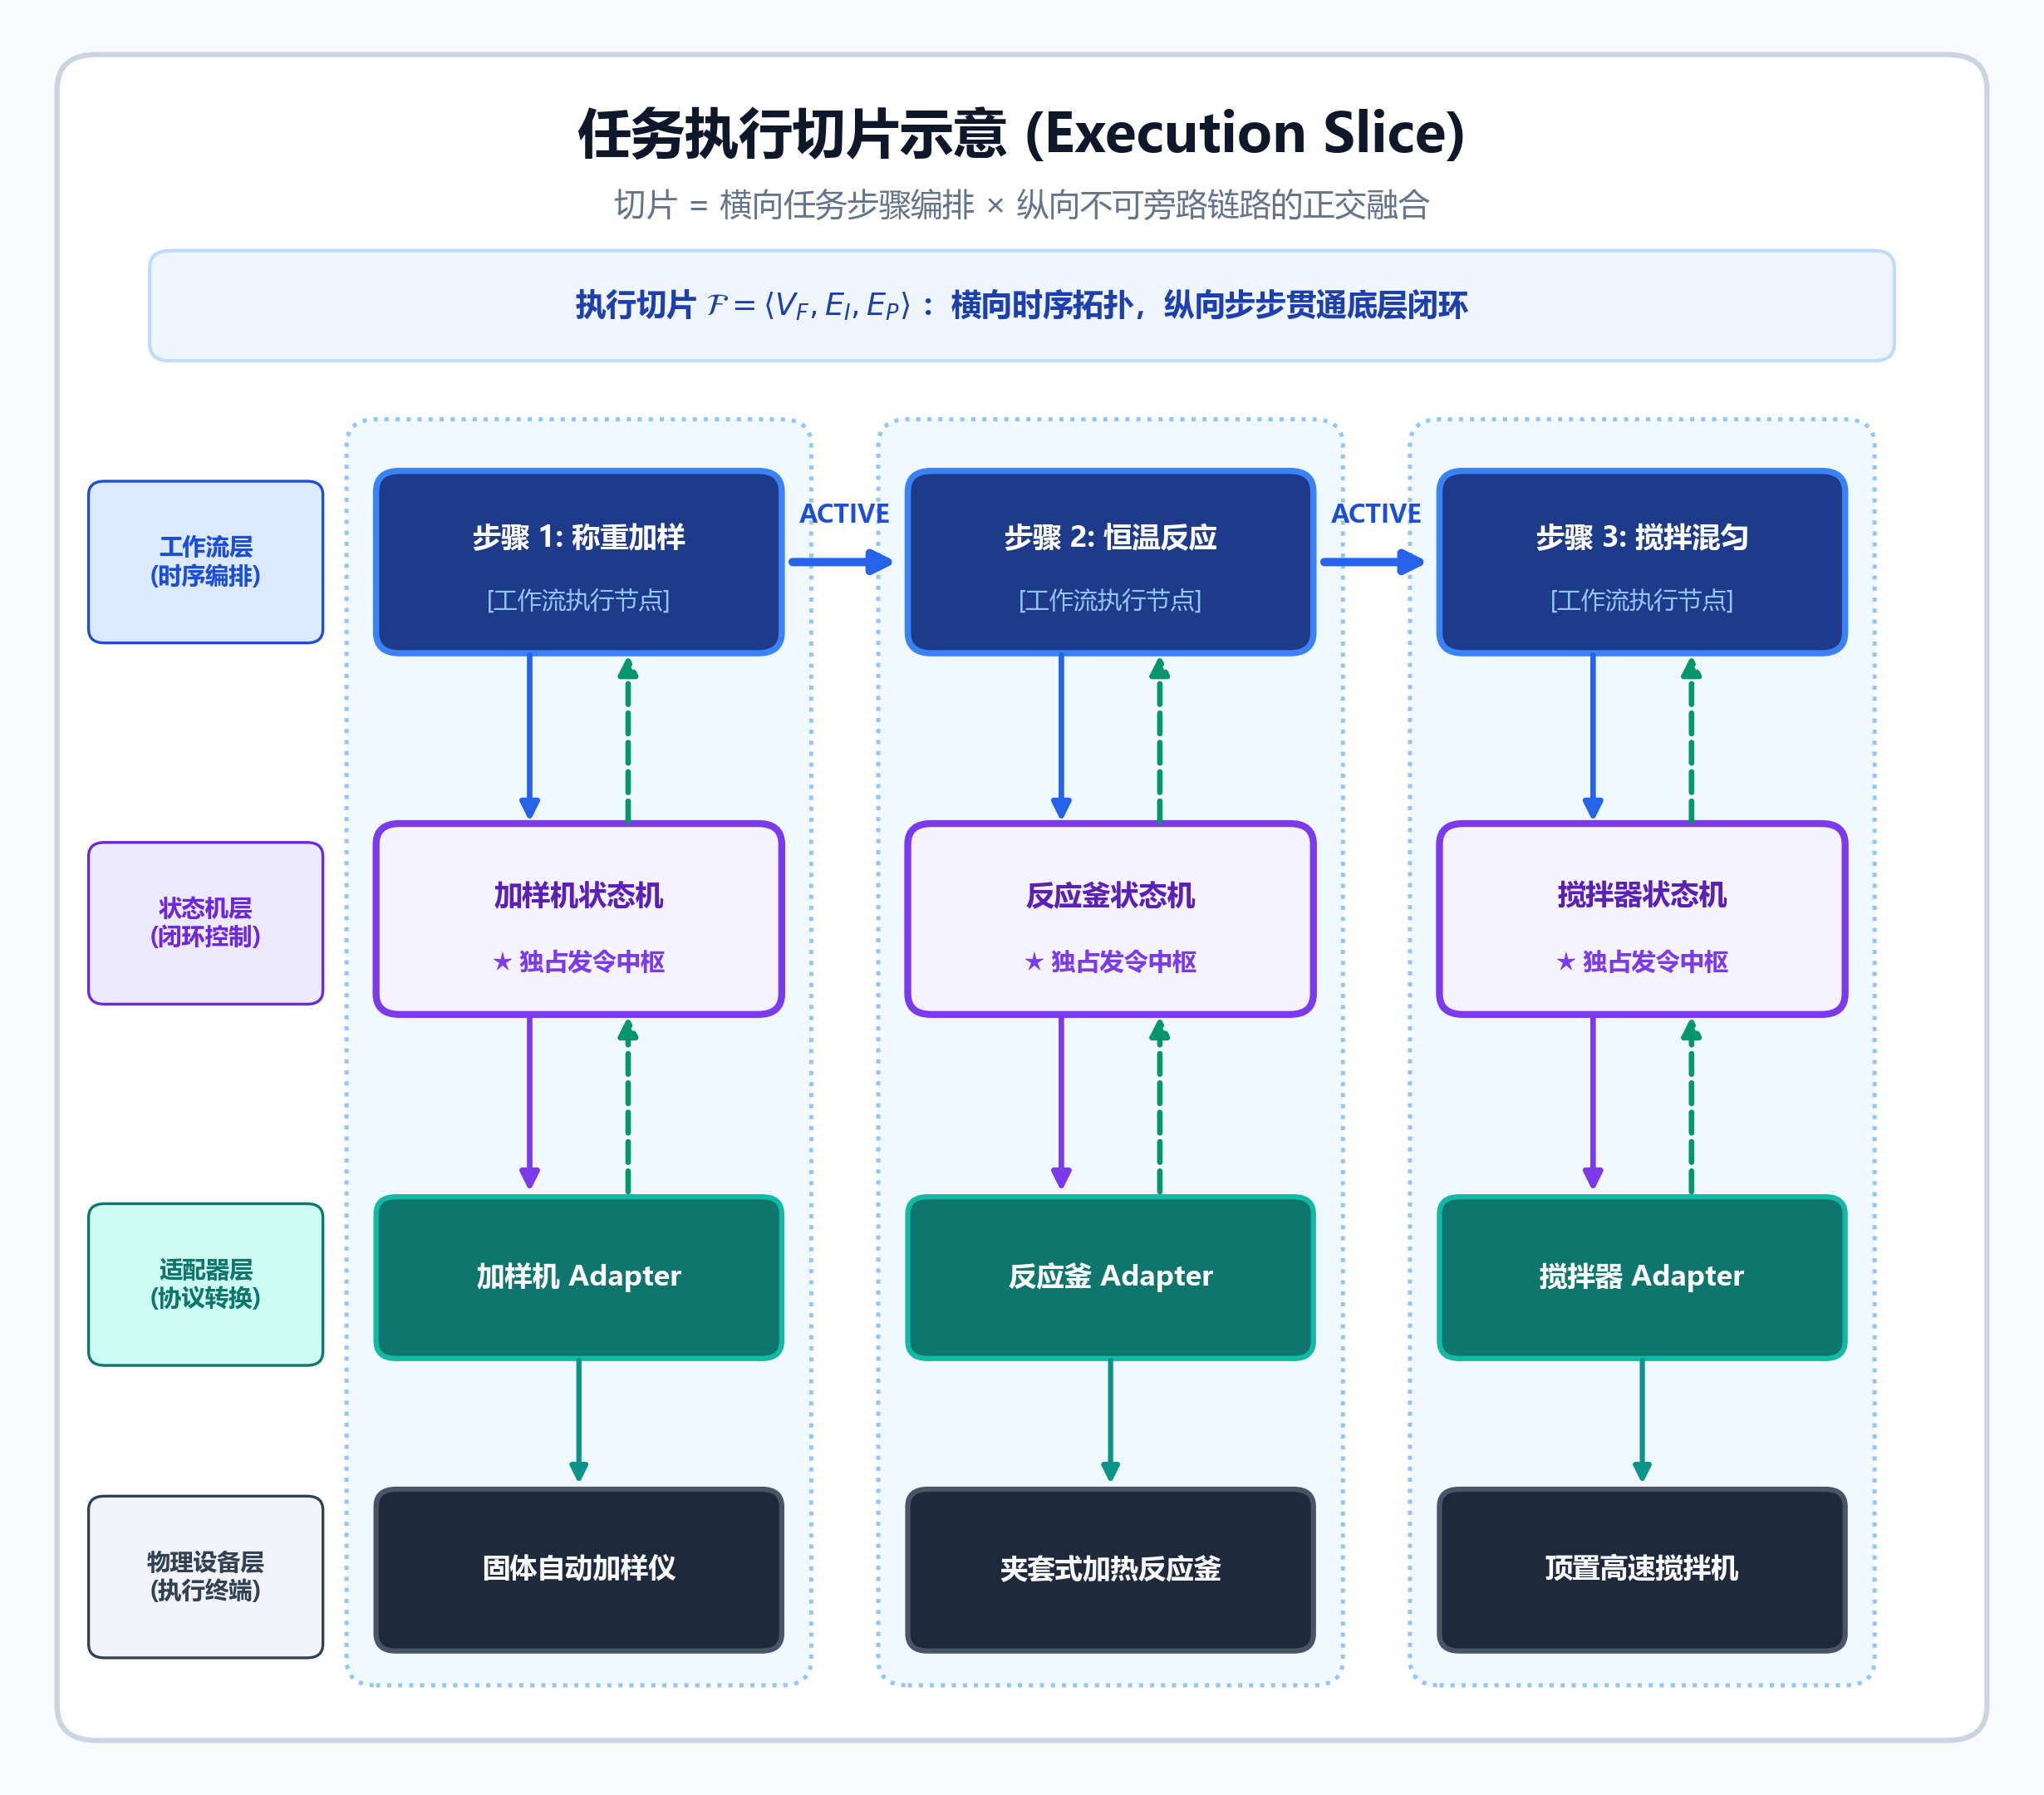 任务执行切片示意 (Execution Slice)
切片 = 横向任务步骤编排 × 纵向不可旁路链路的正交融合
执行切片 ℱ = ⟨V_F, E_I, E_P⟩ ：横向时序拓扑，纵向步步贯通底层闭环
工作流层
(时序编排)
步骤 1: 称重加样
[工作流执行节点]
ACTIVE
步骤 2: 恒温反应
[工作流执行节点]
ACTIVE
步骤 3: 搅拌混匀
[工作流执行节点]
状态机层
(闭环控制)
加样机状态机
★ 独占发令中枢
反应釜状态机
★ 独占发令中枢
搅拌器状态机
★ 独占发令中枢
适配器层
(协议转换)
加样机 Adapter
反应釜 Adapter
搅拌器 Adapter
物理设备层
(执行终端)
固体自动加样仪
夹套式加热反应釜
顶置高速搅拌机